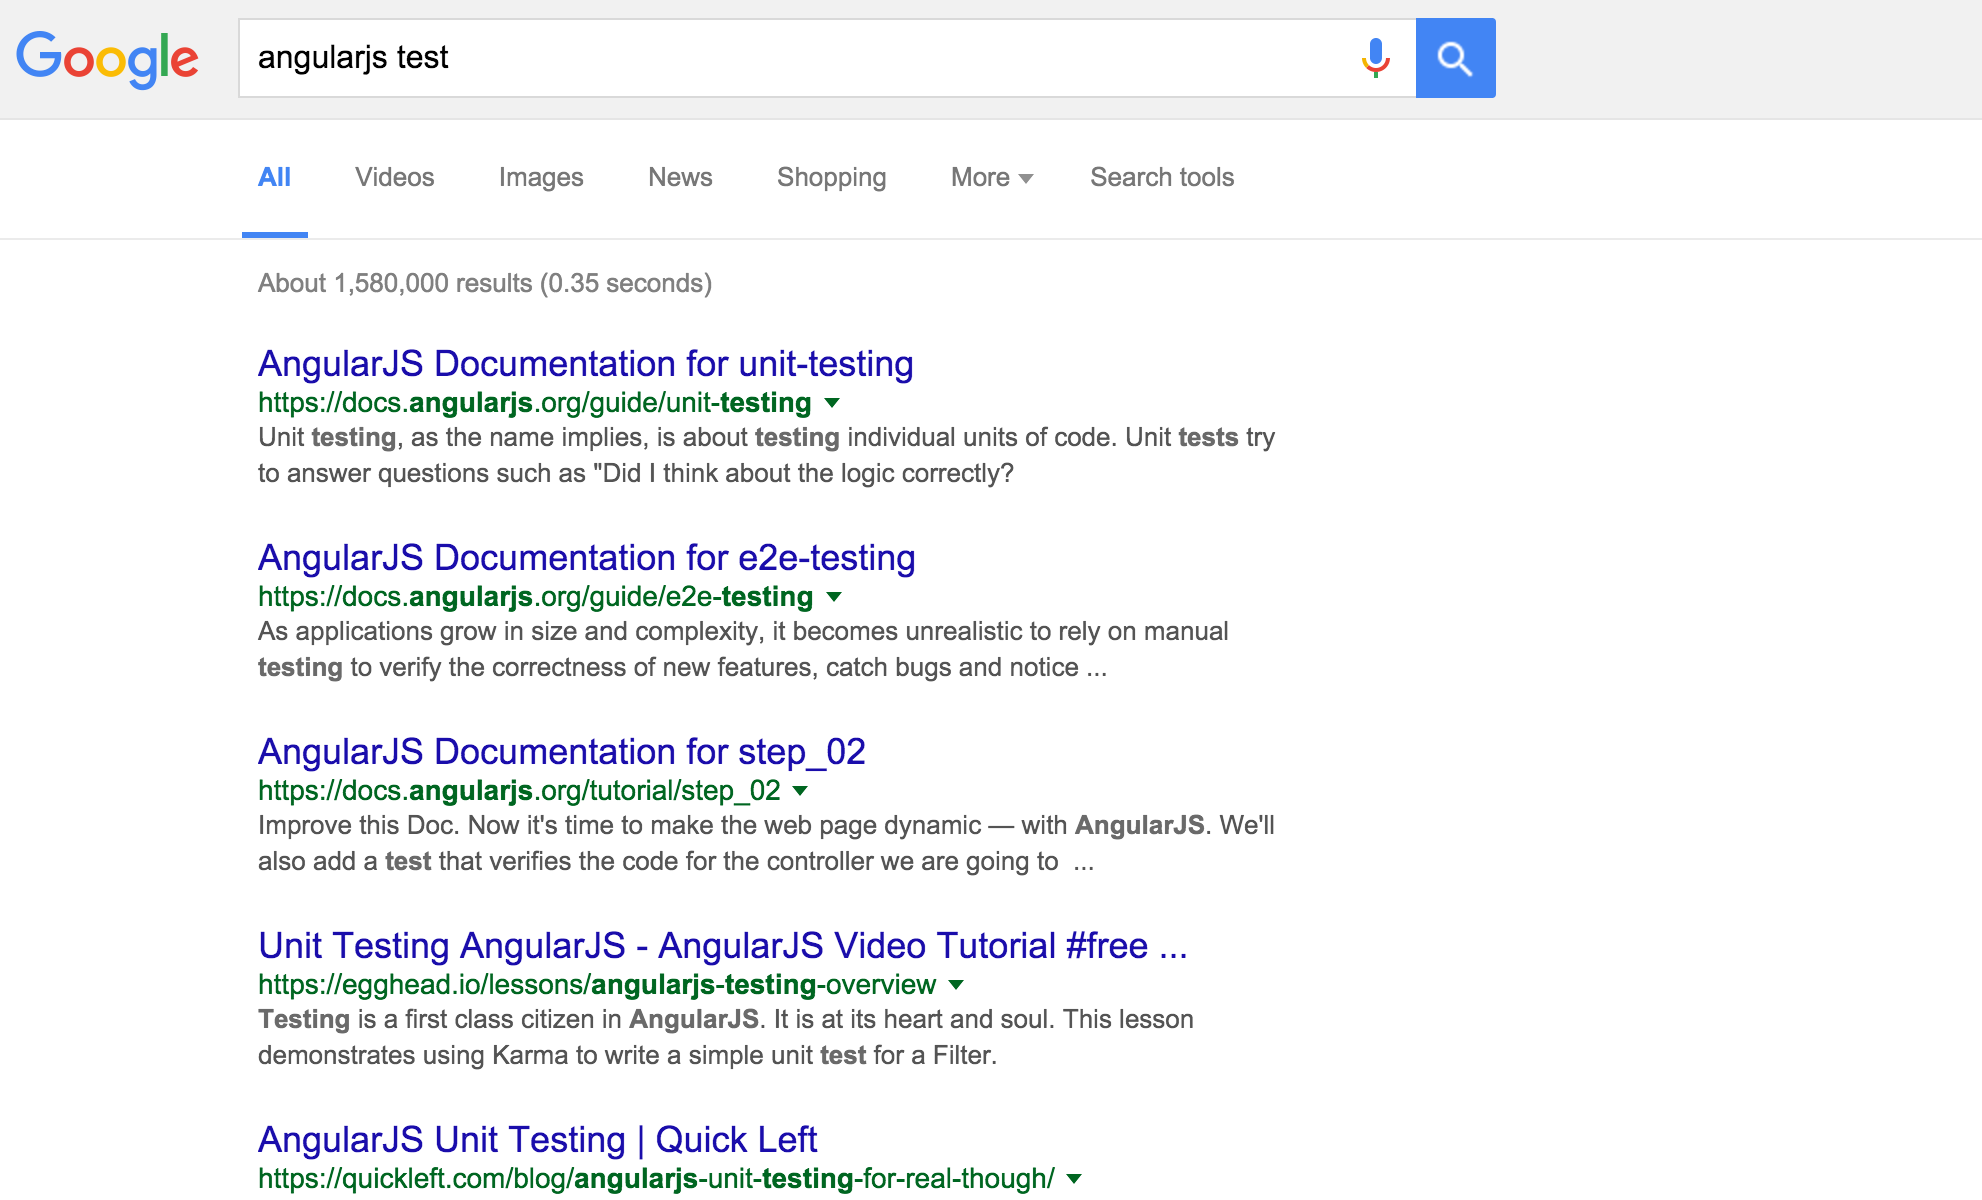 Google
angularjs test
All Videos Images News Shopping More Search tools
About 1,580,000 results (0.35 seconds)
AngularJS Documentation for unit-testing
https://docs.angularjs.org/guide/unit-testing
Unit testing, as the name implies, is about testing individual units of code. Unit tests try
to answer questions such as "Did I think about the logic correctly?
AngularJS Documentation for e2e-testing
https://docs.angularjs.org/guide/e2e-testing
As applications grow in size and complexity, it becomes unrealistic to rely on manual
testing to verify the correctness of new features, catch bugs and notice ...
AngularJS Documentation for step_02
https://docs.angularjs.org/tutorial/step_02
Improve this Doc. Now it's time to make the web page dynamic — with AngularJS. We'll
also add a test that verifies the code for the controller we are going to ...
Unit Testing AngularJS - AngularJS Video Tutorial #free ...
https://egghead.io/lessons/angularjs-testing-overview
Testing is a first class citizen in AngularJS. It is at its heart and soul. This lesson
demonstrates using Karma to write a simple unit test for a Filter.
AngularJS Unit Testing | Quick Left
https://quickleft.com/blog/angularjs-unit-testing-for-real-though/